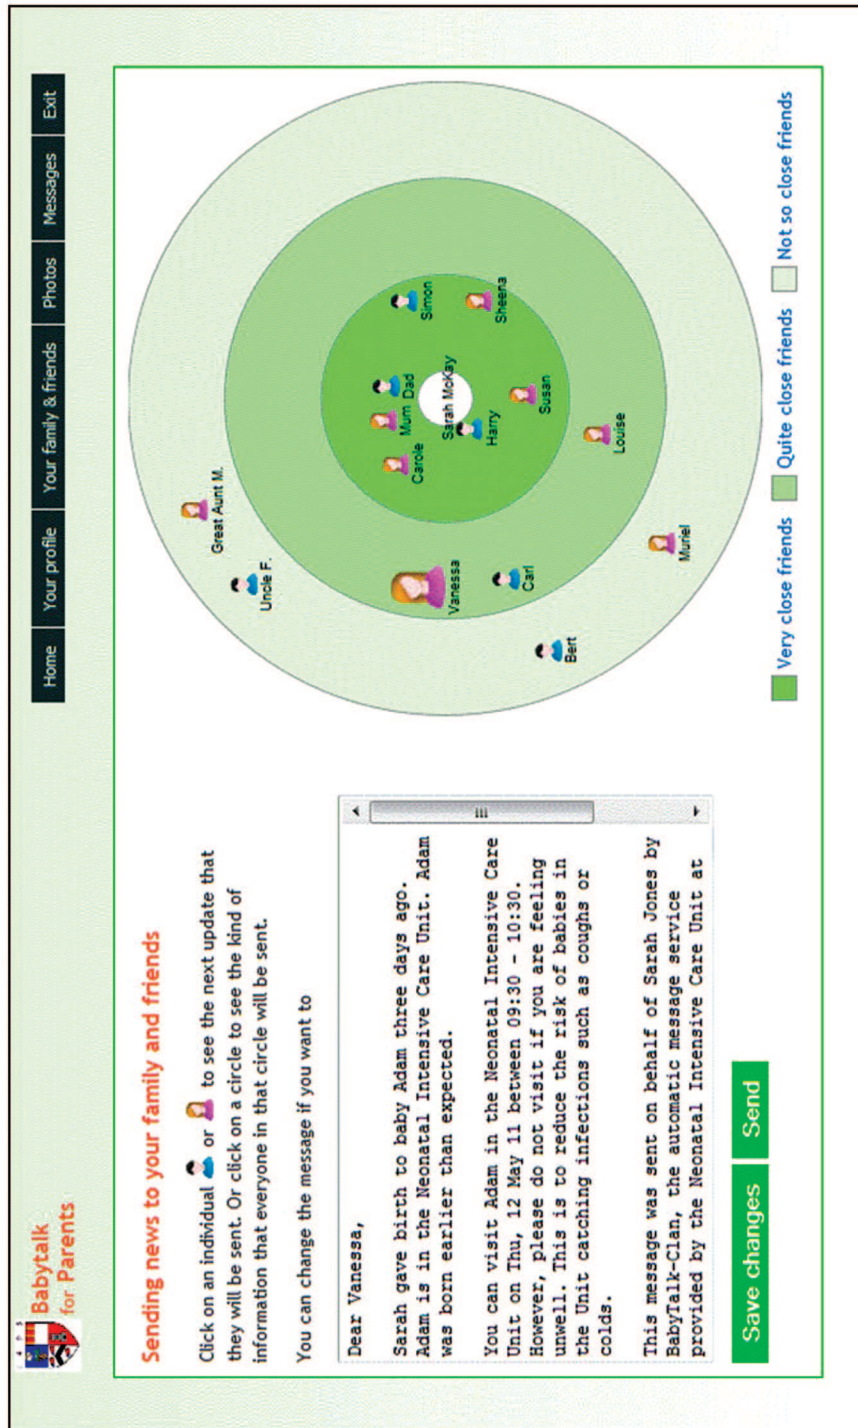 1 4 9 5
Babytalk
for Parents
Home
Your profile
Your family & friends
Photos
Messages
Exit
Sending news to your family and friends
Click on an individual or to see the next update that
they will be sent. Or click on a circle to see the kind of
information that everyone in that circle will be sent.
You can change the message if you want to
Dear Vanessa,
Sarah gave birth to baby Adam three days ago.
Adam is in the Neonatal Intensive Care Unit. Adam
was born earlier than expected.
You can visit Adam in the Neonatal Intensive Care
Unit on Thu, 12 May 11 between 09:30 - 10:30.
However, please do not visit if you are feeling
unwell. This is to reduce the risk of babies in
the Unit catching infections such as coughs or
colds.
This message was sent on behalf of Sarah Jones by
BabyTalk-Clan, the automatic message service
provided by the Neonatal Intensive Care Unit at
Save changes
Send
Great Aunt M.
Uncle F.
Simon
Mum
Dad
Carole
Sarah McKay
Sheena
Harry
Vanessa
Susan
Carl
Louise
Bert
Muriel
Very close friends
Quite close friends
Not so close friends